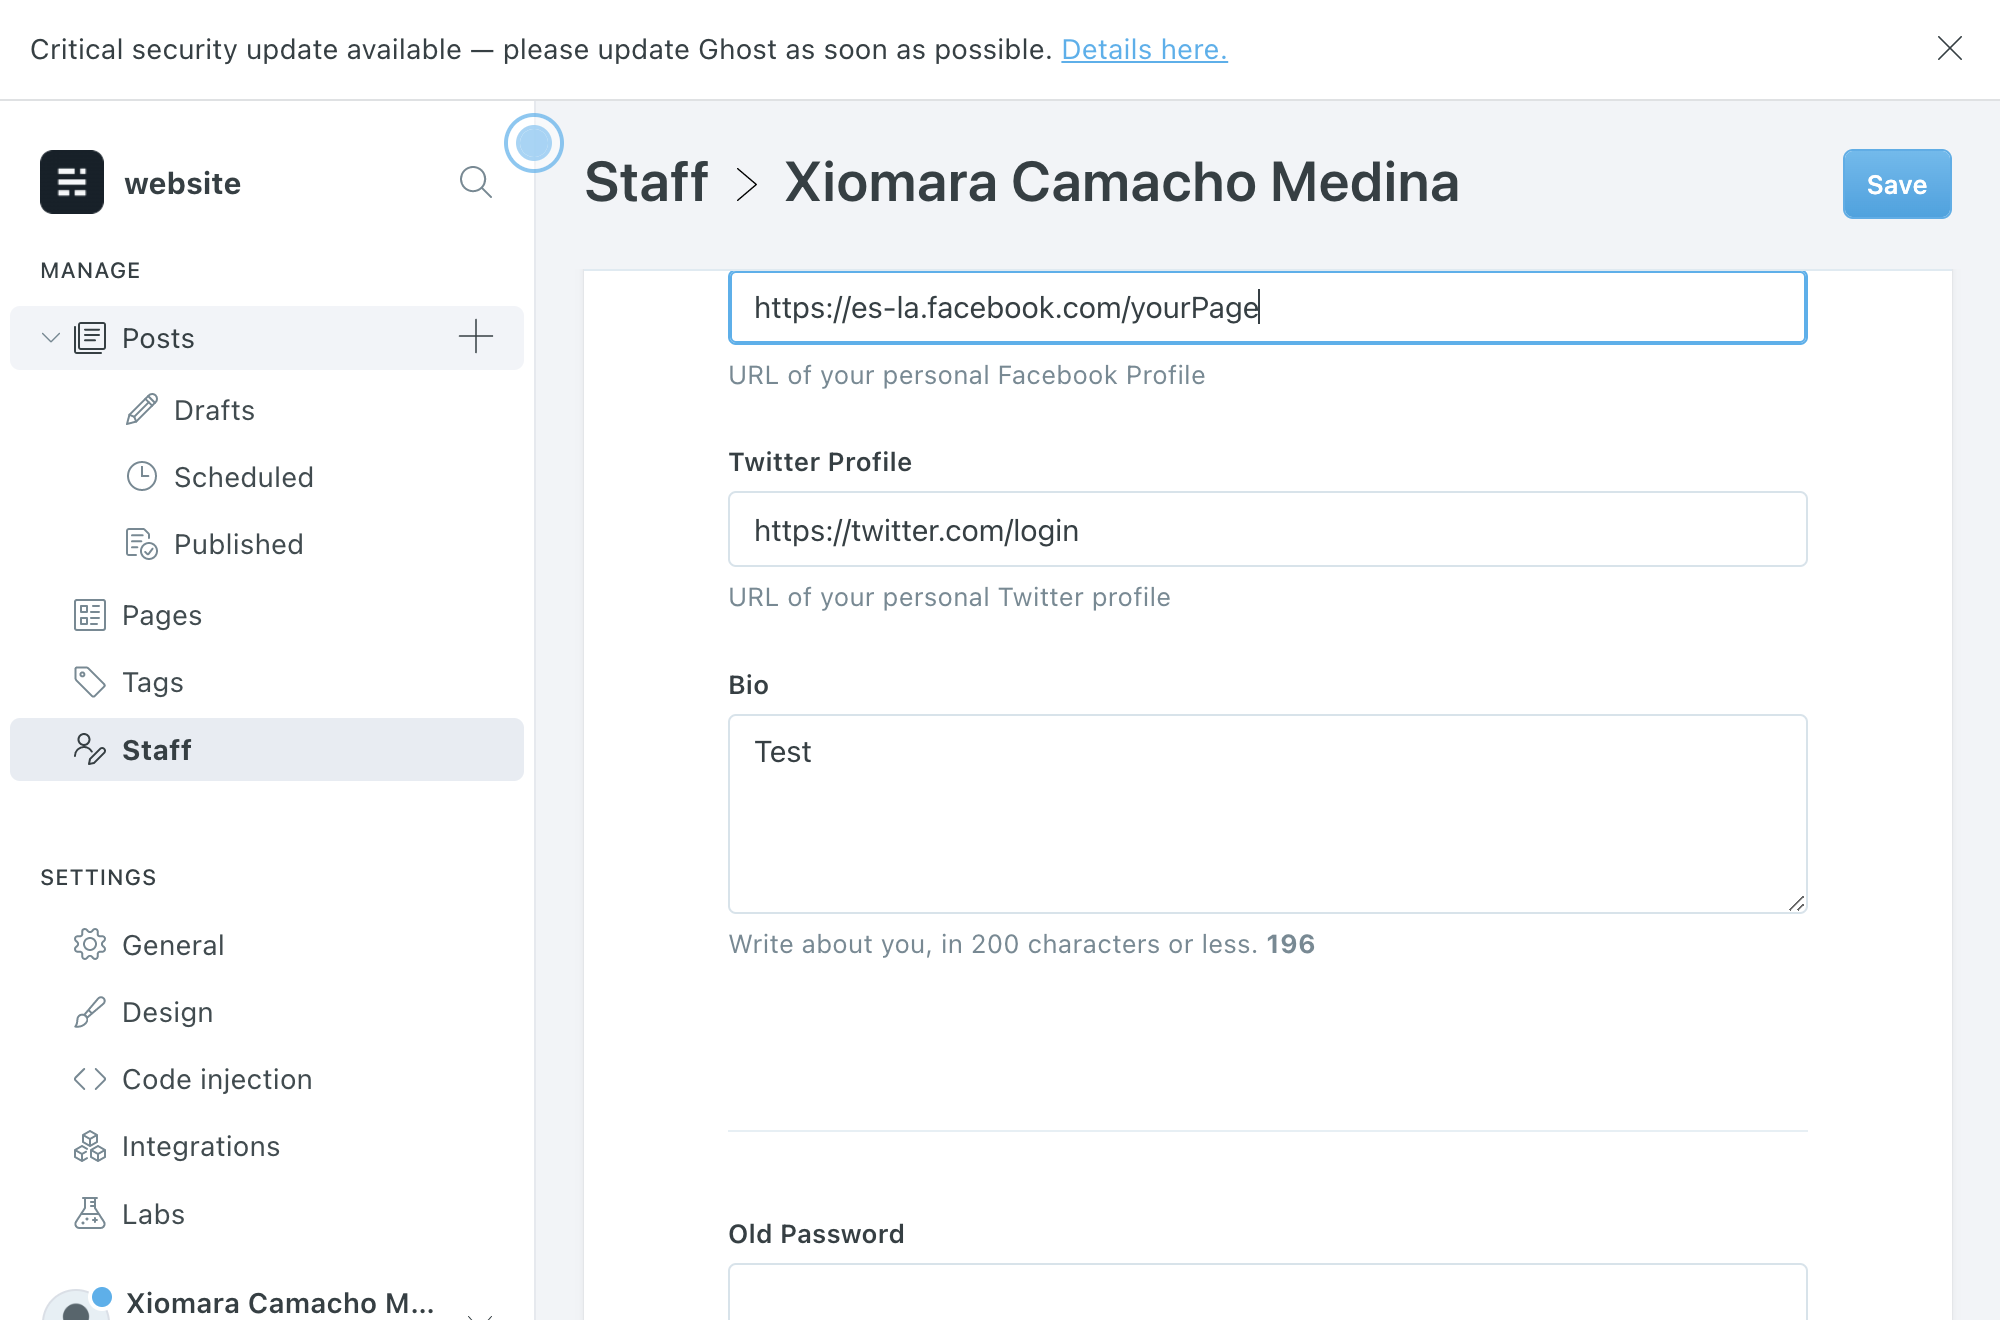 Critical security update available — please update Ghost as soon as possible. Details here.
website
MANAGE
Posts
Drafts
Scheduled
Published
Pages
Tags
Staff
SETTINGS
General
Design
Code injection
Integrations
Labs
Xiomara Camacho M...
Staff > Xiomara Camacho Medina
Save
https://es-la.facebook.com/yourPage
URL of your personal Facebook Profile
Twitter Profile
https://twitter.com/login
URL of your personal Twitter profile
Bio
Test
Write about you, in 200 characters or less. 196
Old Password